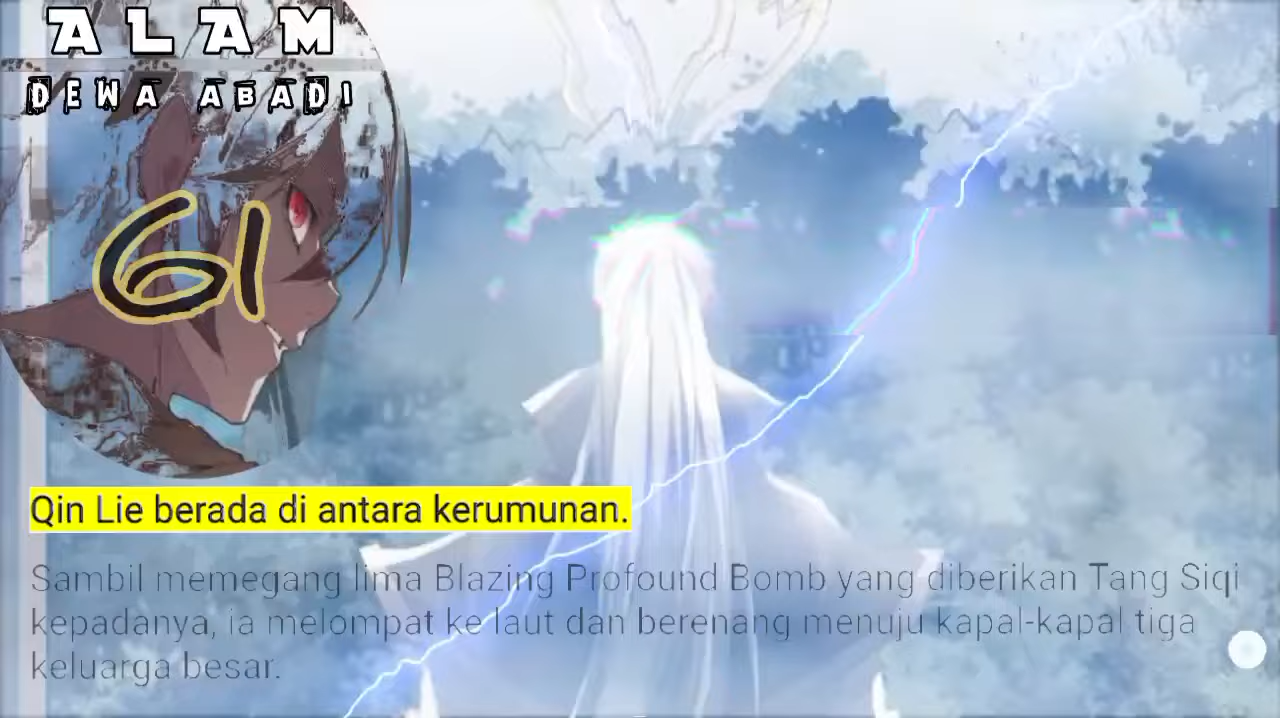 ALAM
DEWA ABADI
61
Qin Lie berada di antara kerumunan.
Sambil memegang lima Blazing Profound Bomb yang diberikan Tang Siqi
kepadanya, ia melompat ke laut dan berenang menuju kapal-kapal tiga
keluarga besar.